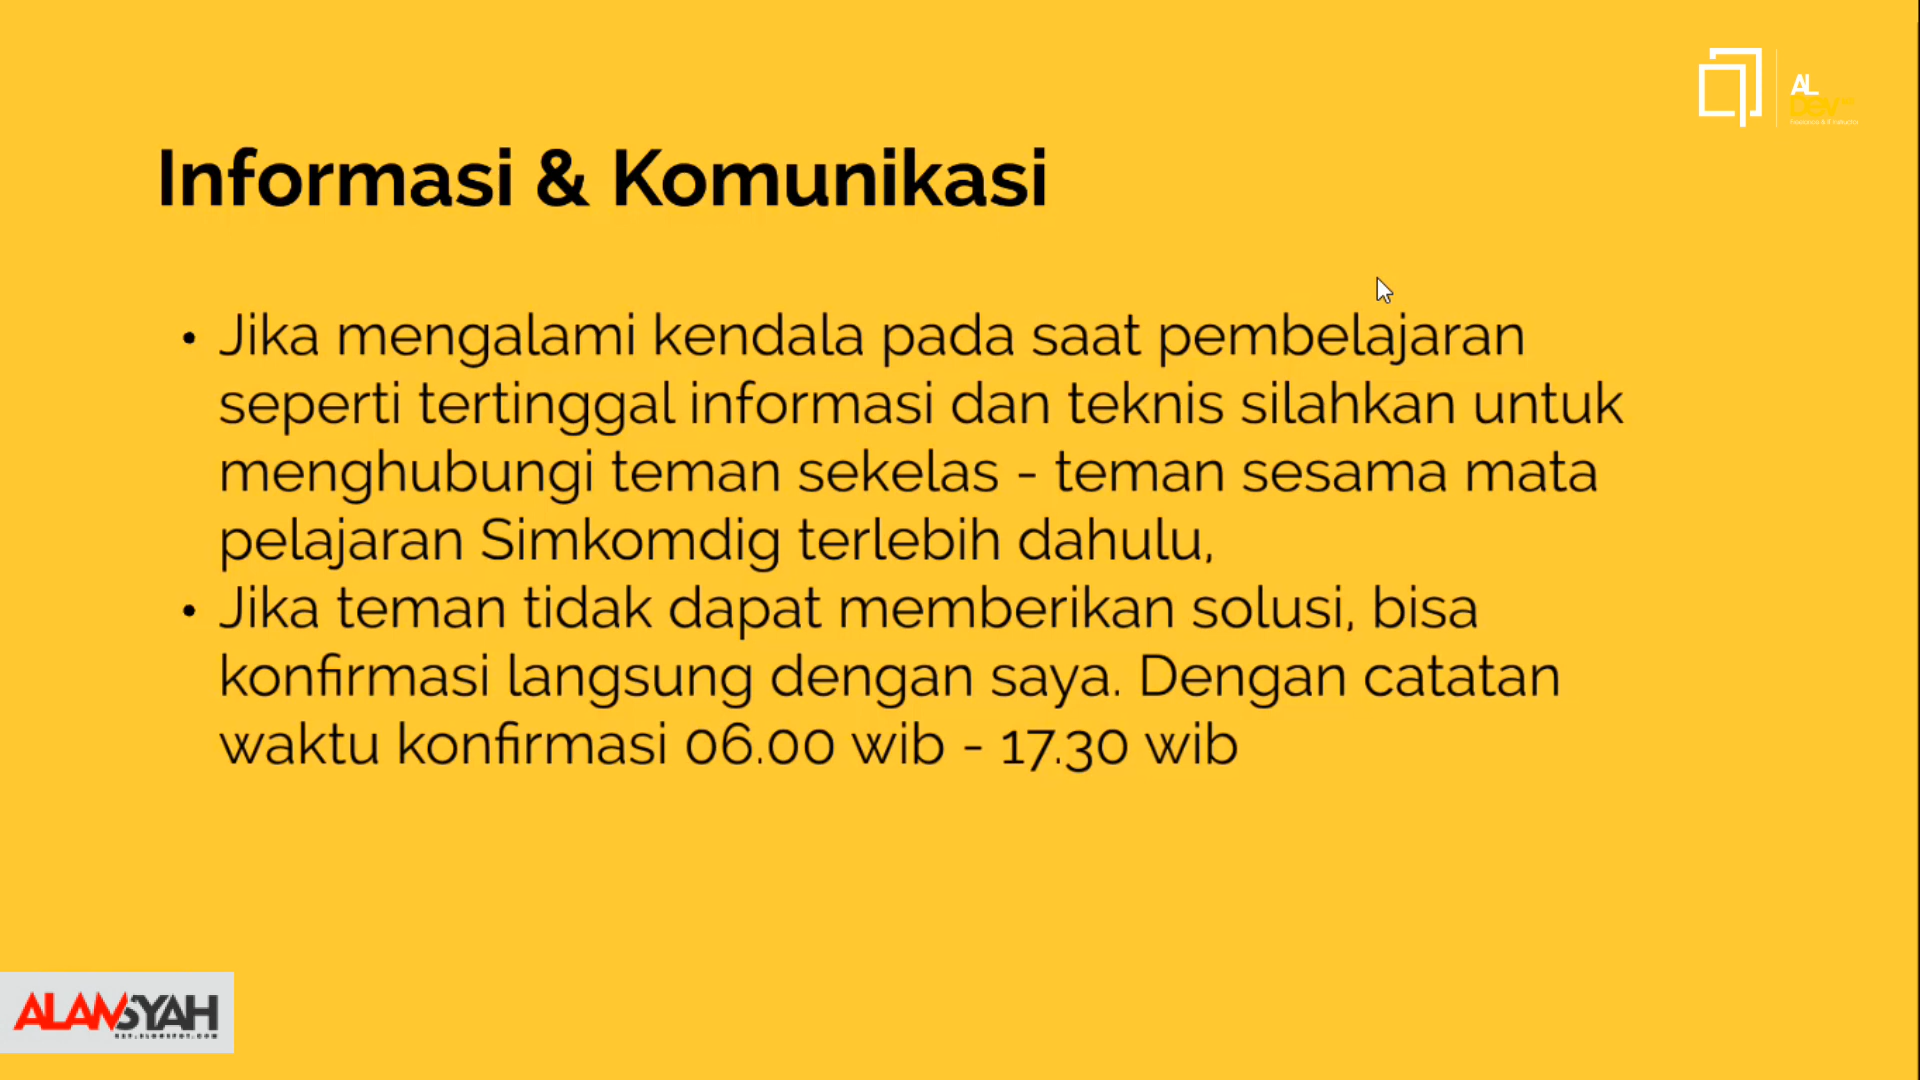 AL
DEV
Informasi & Komunikasi
• Jika mengalami kendala pada saat pembelajaran
seperti tertinggal informasi dan teknis silahkan untuk
menghubungi teman sekelas - teman sesama mata
pelajaran Simkomdig terlebih dahulu,
• Jika teman tidak dapat memberikan solusi, bisa
konfirmasi langsung dengan saya. Dengan catatan
waktu konfirmasi 06.00 wib - 17.30 wib
ALANSYAH